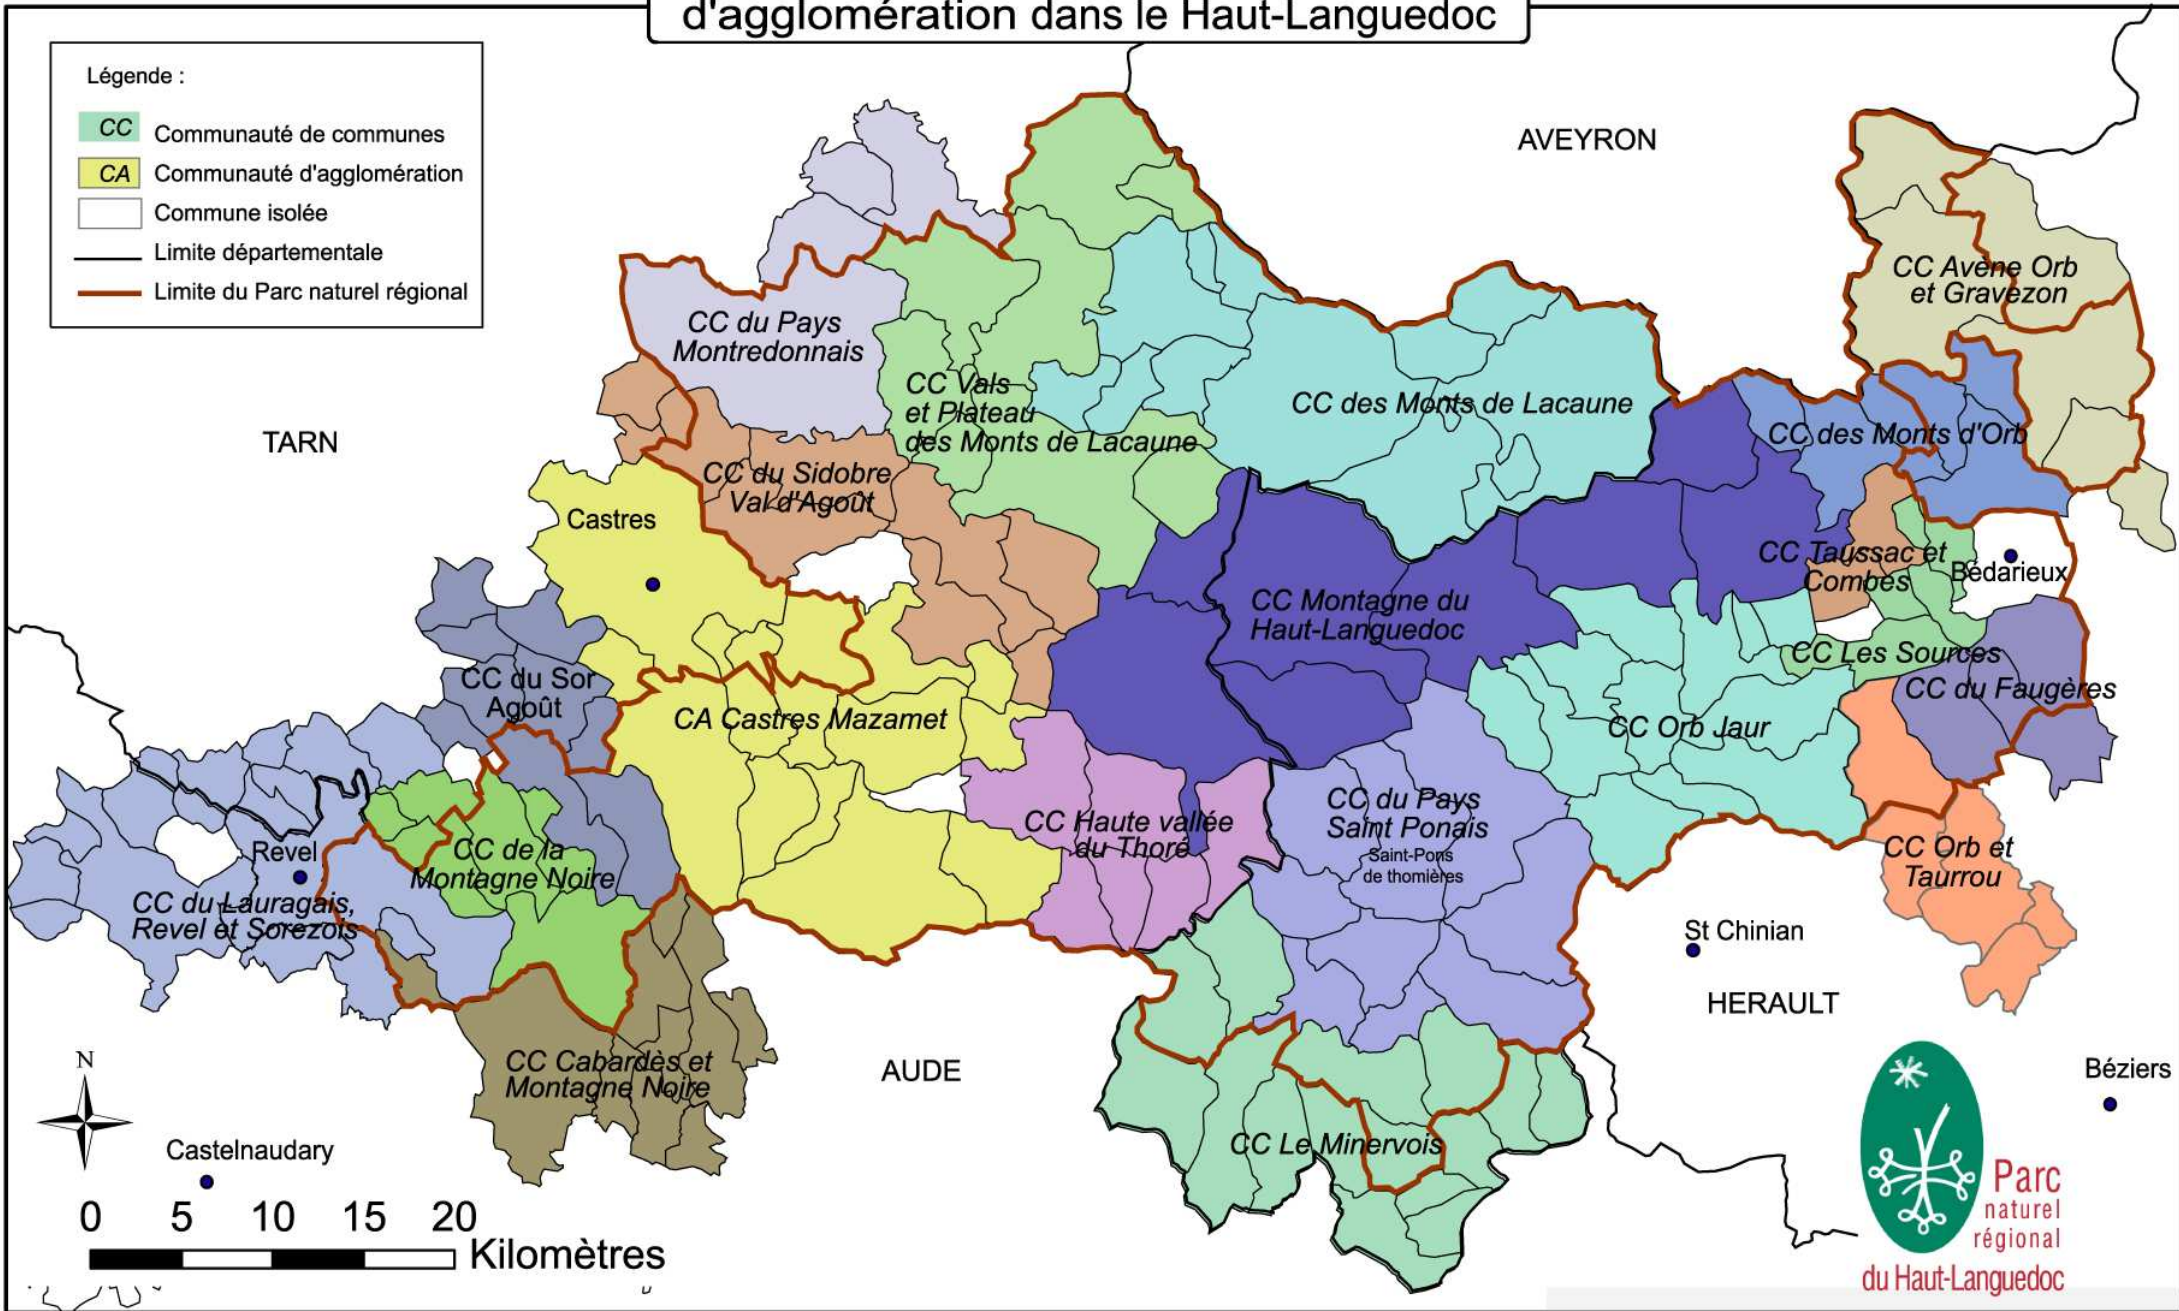 d'agglomération dans le Haut-Languedoc
Légende :
CC Communauté de communes
CA Communauté d'agglomération
Commune isolée
Limite départementale
Limite du Parc naturel régional
AVEYRON
CC Avène Orb
et Gravezon
CC du Pays
Montredonnais
CC Vals
et Plateau
des Monts de Lacaune
CC des Monts de Lacaune
CC des Monts d'Orb
TARN
CC du Sidobre
Val d'Agoût
Castres
CC Taussac et
Combes
Bédarieux
CC Montagne du
Haut-Languedoc
CC Les Sources
CC du Faugères
CC du Sor
Agoût
CA Castres Mazamet
CC Orb Jaur
CC Haute vallée
du Thoré
CC du Pays
Saint Ponais
Saint-Pons
de thomières
Revel
CC de la
Montagne Noire
CC du Lauragais,
Revel et Sorezois
CC Orb et
Taurrou
St Chinian
HERAULT
CC Cabardès et
Montagne Noire
AUDE
Béziers
CC Le Minervois
N
Castelnaudary
0 5 10 15 20
Kilomètres
Parc
naturel
régional
du Haut-Languedoc